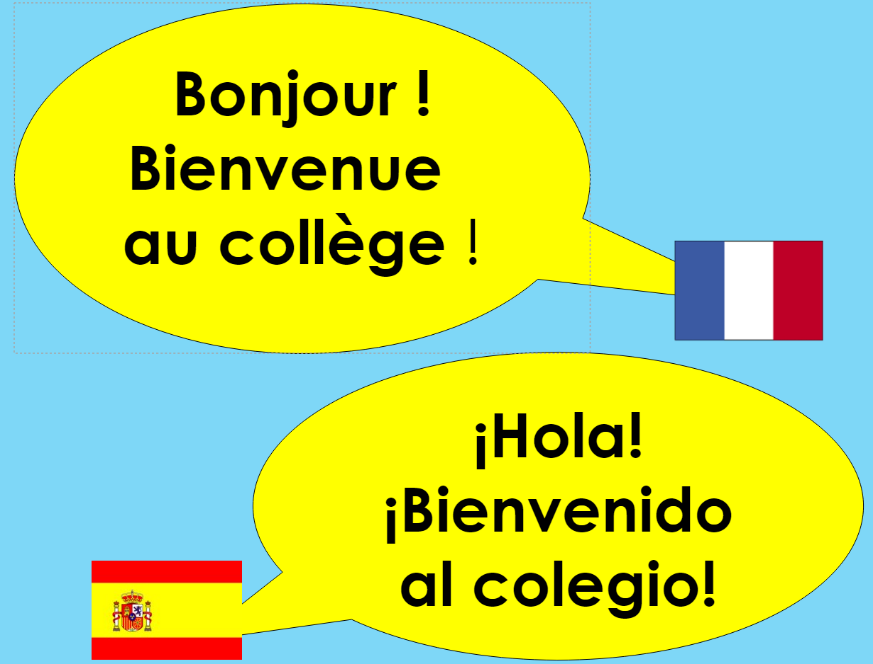 Bonjour !
Bienvenue
au collège !
¡Hola!
¡Bienvenido
al colegio!